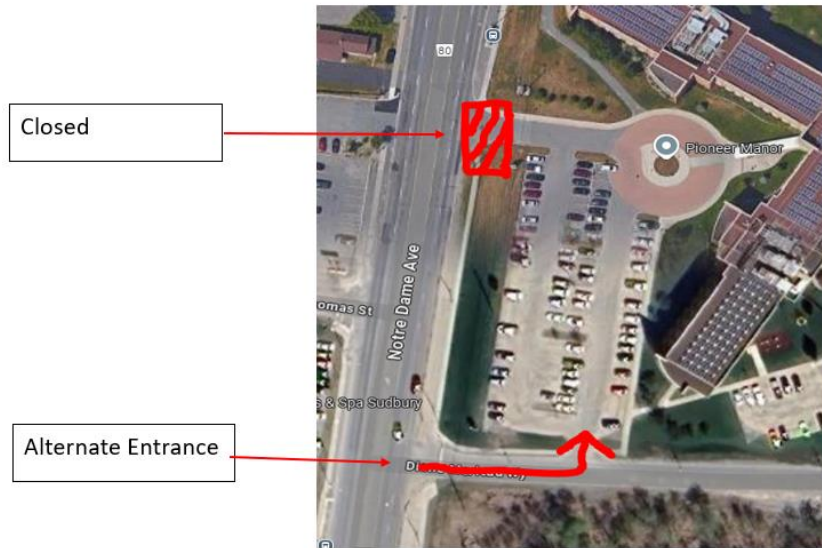 80
Closed
Pioneer Manor
Notre Dame Ave
omas St
s & Spa Sudbury
Alternate Entrance